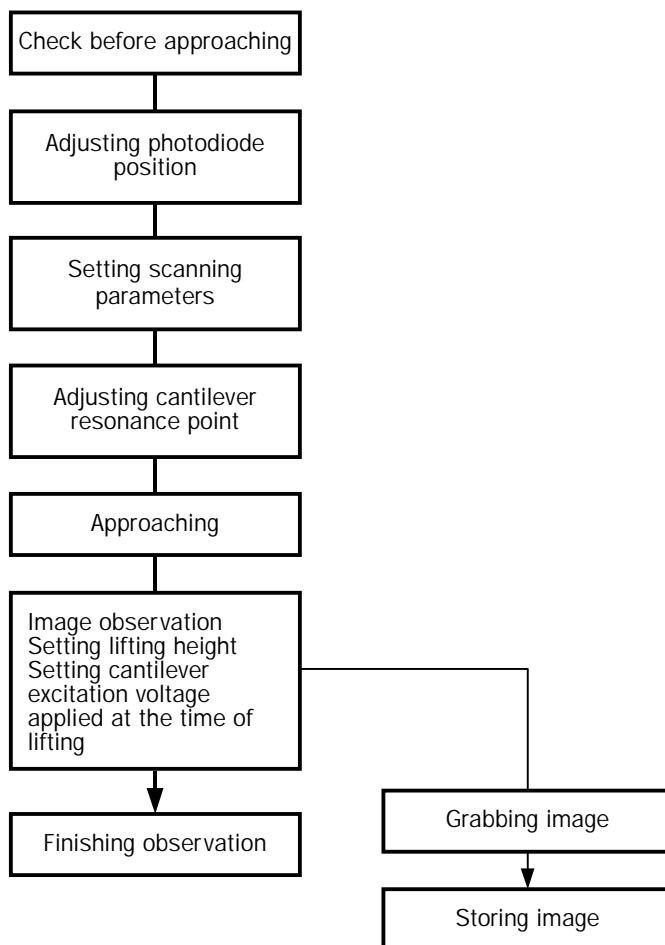 Check before approaching
Adjusting photodiode
position
Setting scanning
parameters
Adjusting cantilever
resonance point
Approaching
Image observation
Setting lifting height
Setting cantilever
excitation voltage
applied at the time of
lifting
Finishing observation
Grabbing image
Storing image